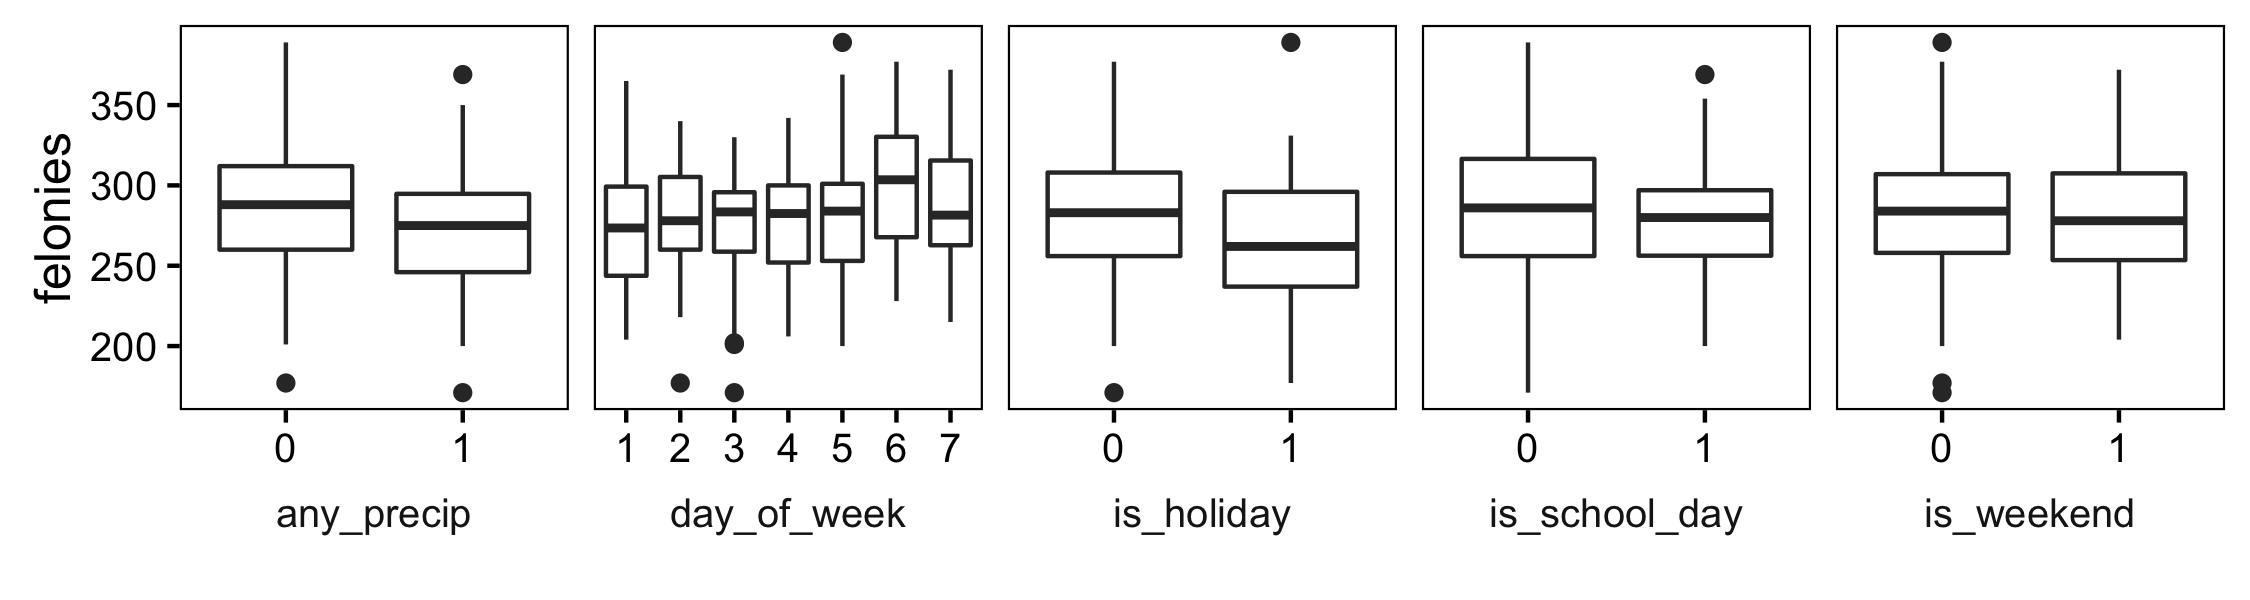 felonies
350
300
250
200
0 1
1 2 3 4 5 6 7
0 1
0 1
0 1
any_precip
day_of_week
is_holiday
is_school_day
is_weekend